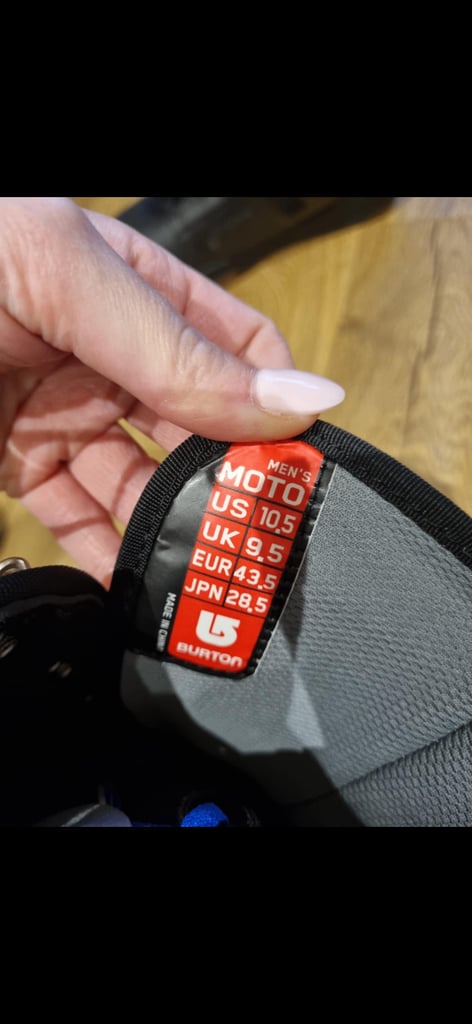 MEN'S
MOTO
US 10.5
UK 9.5
EUR 43.5
JPN 28.5
BURTON
MADE IN CHINA